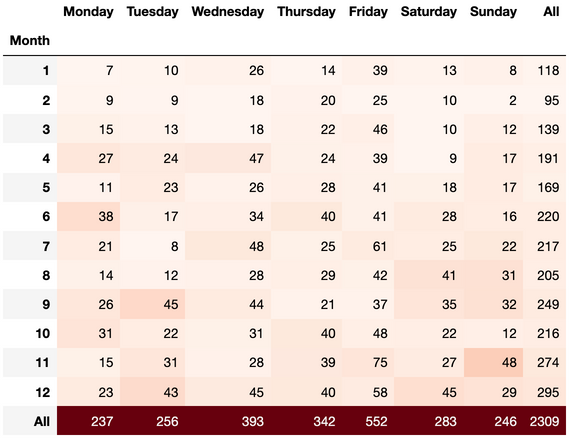 Monday Tuesday Wednesday Thursday Friday Saturday Sunday All
Month
1 7 10 26 14 39 13 8 118
2 9 9 18 20 25 10 2 95
3 15 13 18 22 46 10 12 139
4 27 24 47 24 39 9 17 191
5 11 23 26 28 41 18 17 169
6 38 17 34 40 41 28 16 220
7 21 8 48 25 61 25 22 217
8 14 12 28 29 42 41 31 205
9 26 45 44 21 37 35 32 249
10 31 22 31 40 48 22 12 216
11 15 31 28 39 75 27 48 274
12 23 43 45 40 58 45 29 295
All 237 256 393 342 552 283 246 2309